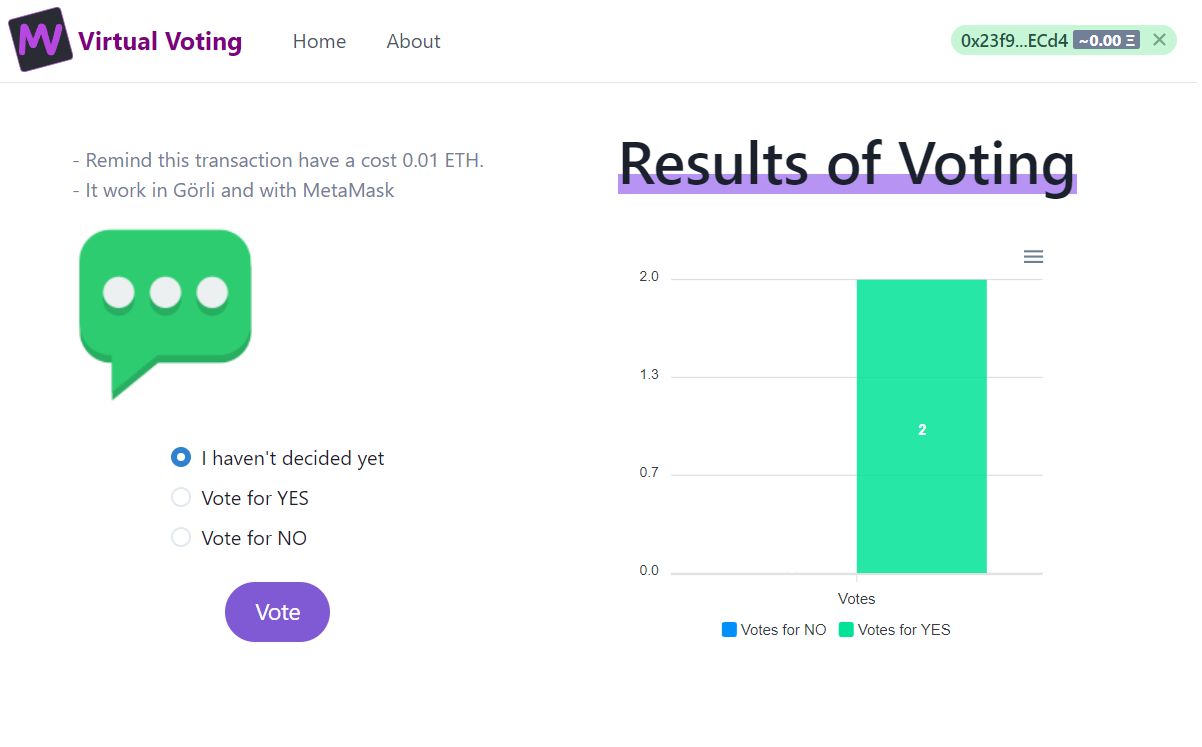 MV Virtual Voting Home About 0x23f9...ECd4 ~0.00 Ξ ✕
- Remind this transaction have a cost 0.01 ETH.
- It work in Görli and with MetaMask
I haven't decided yet
Vote for YES
Vote for NO
Vote
Results of Voting
2.0
1.3
0.7
0.0
2
Votes
Votes for NO Votes for YES